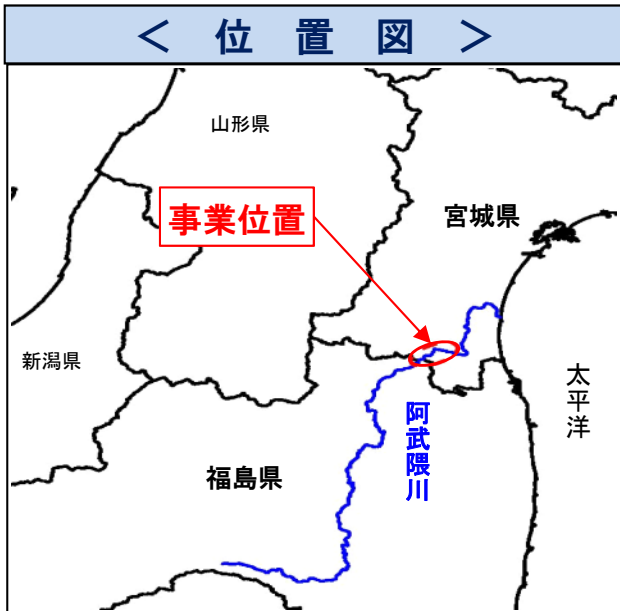 ＜ 位 置 図 ＞
山形県
事業位置
宮城県
新潟県
太平洋
阿武隈川
福島県